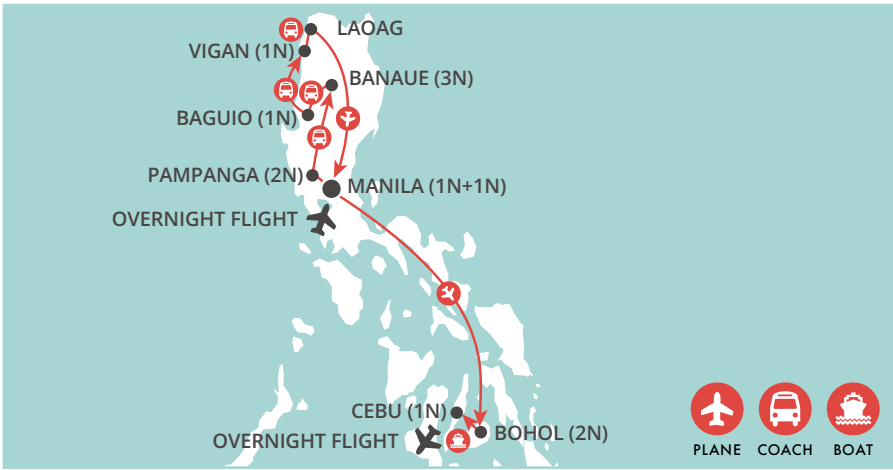 LAOAG
VIGAN (1N)
BANAUE (3N)
BAGUIO (1N)
PAMPANGA (2N)
MANILA (1N+1N)
OVERNIGHT FLIGHT
CEBU (1N)
BOHOL (2N)
OVERNIGHT FLIGHT
PLANE COACH BOAT